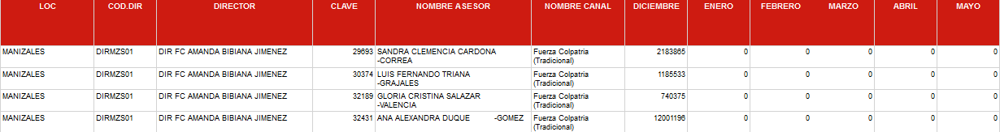 LOC COD.DIR DIRECTOR CLAVE NOMBRE ASESOR NOMBRE CANAL DICIEMBRE ENERO FEBRERO MARZO ABRIL MAYO
MANIZALES DIRMZS01 DIR FC AMANDA BIBIANA JIMENEZ 29693 SANDRA CLEMENCIA CARDONA Fuerza Colpatria 2183865 0 0 0 0 0
-CORREA (Tradicional)
MANIZALES DIRMZS01 DIR FC AMANDA BIBIANA JIMENEZ 30374 LUIS FERNANDO TRIANA Fuerza Colpatria 1185533 0 0 0 0 0
-GRAJALES (Tradicional)
MANIZALES DIRMZS01 DIR FC AMANDA BIBIANA JIMENEZ 32189 GLORIA CRISTINA SALAZAR Fuerza Colpatria 740375 0 0 0 0 0
-VALENCIA (Tradicional)
MANIZALES DIRMZS01 DIR FC AMANDA BIBIANA JIMENEZ 32431 ANA ALEXANDRA DUQUE -GOMEZ Fuerza Colpatria 12001196 0 0 0 0 0
(Tradicional)